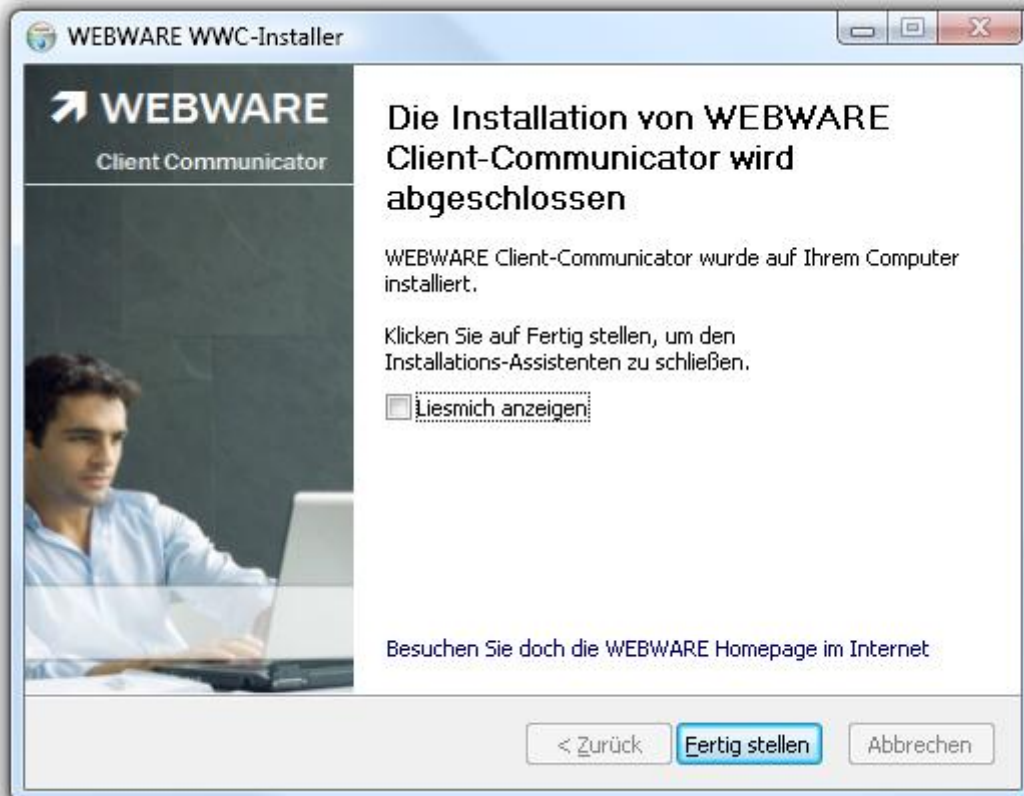 WEBWARE WWC-Installer
WEBWARE
Client Communicator
Die Installation von WEBWARE
Client-Communicator wird
abgeschlossen
WEBWARE Client-Communicator wurde auf Ihrem Computer
installiert.
Klicken Sie auf Fertig stellen, um den
Installations-Assistenten zu schließen.
Liesmich anzeigen
Besuchen Sie doch die WEBWARE Homepage im Internet
< Zurück
Fertig stellen
Abbrechen